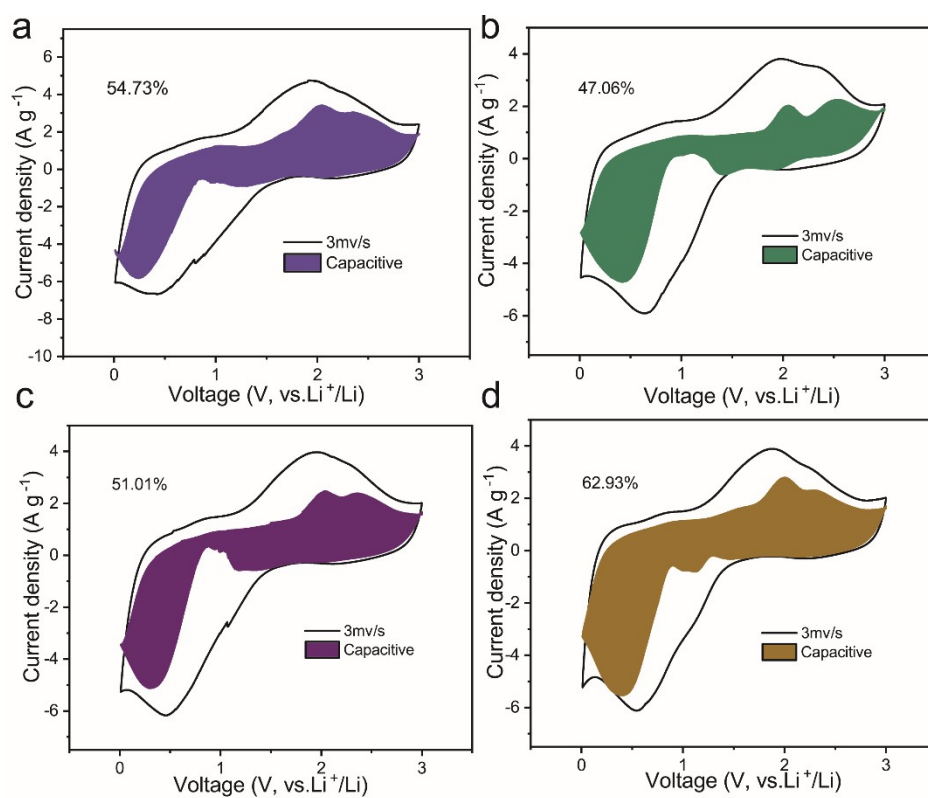 a
Current density (A g⁻¹)
6
4
2
0
-2
-4
-6
-8
-10
54.73%
3mv/s
Capacitive
0
1
2
3
Voltage (V, vs.Li⁺/Li)
b
Current density (A g⁻¹)
4
2
0
-2
-4
-6
47.06%
3mv/s
Capacitive
0
1
2
3
Voltage (V, vs.Li⁺/Li)
c
Current density (A g⁻¹)
4
2
0
-2
-4
-6
51.01%
3mv/s
Capacitive
0
1
2
3
Voltage (V, vs.Li⁺/Li)
d
Current density (A g⁻¹)
4
2
0
-2
-4
-6
62.93%
3mv/s
Capacitive
0
1
2
3
Voltage (V, vs.Li⁺/Li)